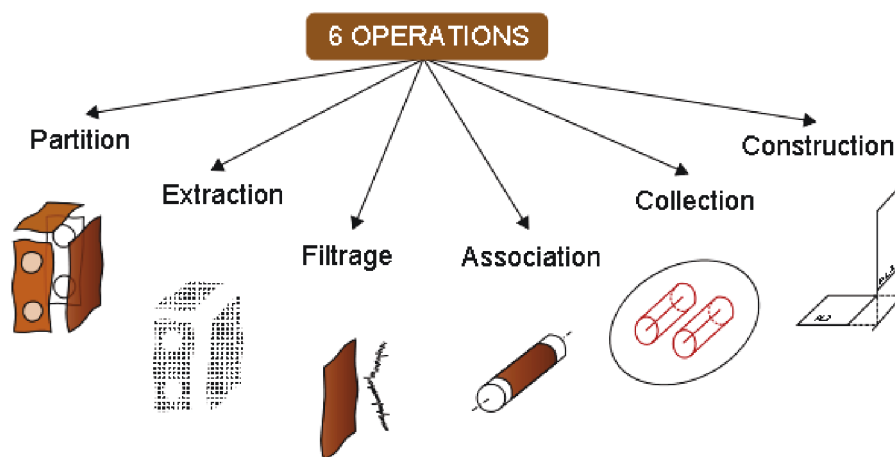 6 OPERATIONS
Partition
Construction
Extraction
Collection
Filtrage
Association